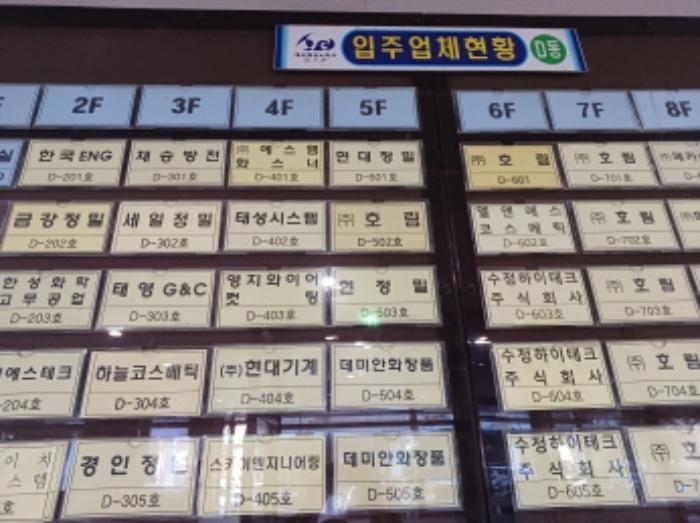 입주업체현황 D동
2F 3F 4F 5F 6F 7F 8F
한국ENG
D-201호
재승방전
D-301호
㈜에스엠
화스너
D-401호
현대정밀
D-501호
㈜ 호림
D-601
㈜ 호림
D-701호
금강정밀
D-202호
세일정밀
D-302호
태성시스템
D-402호
㈜ 호림
D-502호
엘앤에스
코스메틱
D-602호
㈜ 호림
D-702호
한성화학
고무공업
D-203호
태영G&C
D-303호
영지와이어
컷팅
D-403호
현정밀
D-503호
수정하이테크
주식회사
D-603호
㈜ 호림
D-703호
에스테크
204호
하늘코스메틱
D-304호
(주)현대기계
D-404호
데미안화장품
D-504호
수정하이테크
주식회사
D-604호
㈜ 호림
D-704호
경인정
D-305호
스카이엔지니어링
D-405호
데미안화장품
D-505호
수정하이테크
주식회사
D-605호
㈜ 호